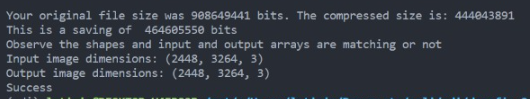 Your original file size was 908649441 bits. The compressed size is: 444043891
This is a saving of 464605550 bits
Observe the shapes and input and output arrays are matching or not
Input image dimensions: (2448, 3264, 3)
Output image dimensions: (2448, 3264, 3)
Success